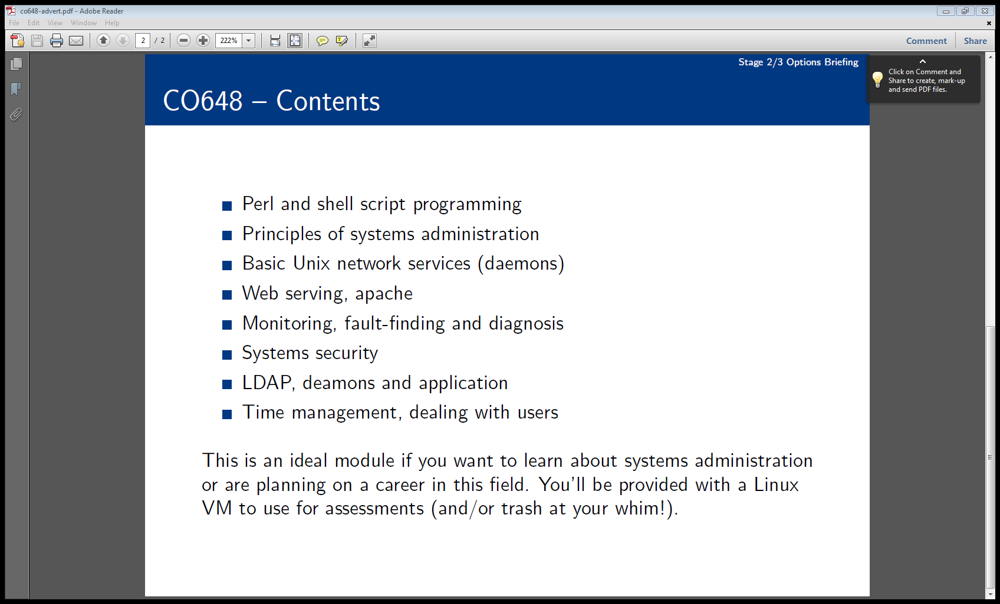 co648-advert.pdf - Adobe Reader
File Edit View Window Help
2 / 2 222% Comment Share
Stage 2/3 Options Briefing
Click on Comment and
Share to create, mark-up
and send PDF files.
CO648 – Contents
Perl and shell script programming
Principles of systems administration
Basic Unix network services (daemons)
Web serving, apache
Monitoring, fault-finding and diagnosis
Systems security
LDAP, deamons and application
Time management, dealing with users
This is an ideal module if you want to learn about systems administration
or are planning on a career in this field. You'll be provided with a Linux
VM to use for assessments (and/or trash at your whim!).